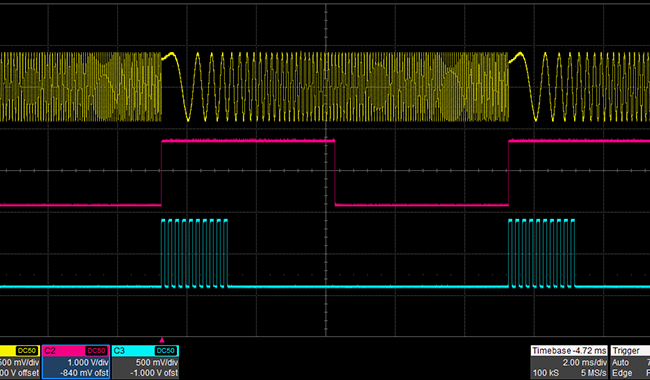 DC50
500 mV/div
00 V offset
C2 DC50
1.000 V/div
-840 mV ofst
C3 DC50
500 mV/div
-1.000 V ofst
Timebase -4.72 ms
2.00 ms/div
100 kS 5 MS/s
Trigger
Auto
Edge